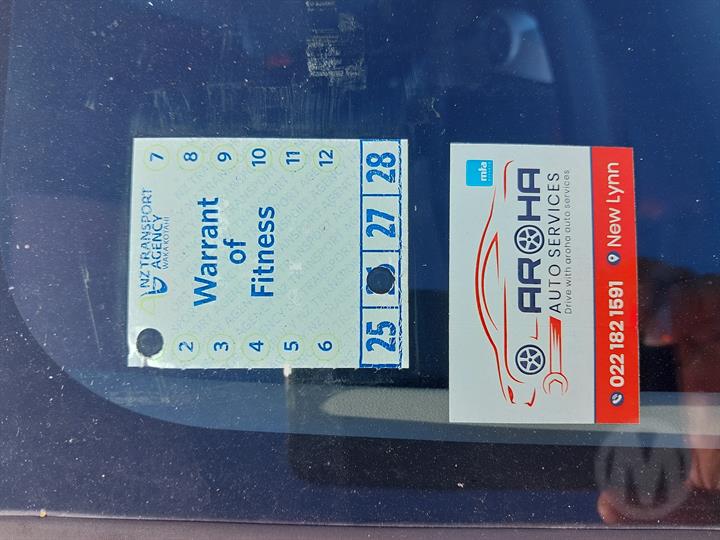 NZ TRANSPORT
AGENCY
WAKA KOTAHI
Warrant
of
Fitness
2
3
4
5
6
7
8
9
10
11
12
25 27 28
mta
AROHA
AUTO SERVICES
Drive with aroha auto services
022 182 1591 New Lynn
M